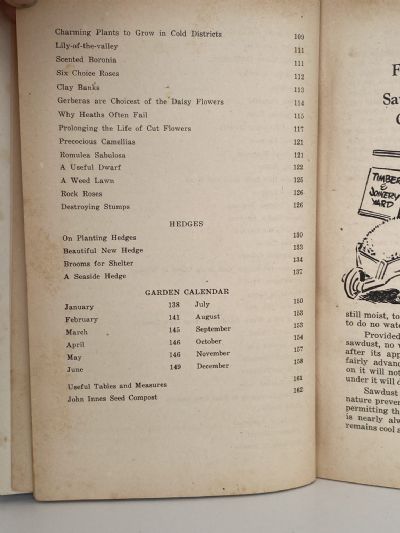 Charming Plants to Grow in Cold Districts 109
Lily-of-the-valley 111
Scented Boronia 111
Six Choice Roses 112
Clay Banks 113
Gerberas are Choicest of the Daisy Flowers 114
Why Heaths Often Fail 115
Prolonging the Life of Cut Flowers 117
Precocious Camellias 121
Romulea Sabulosa 121
A Useful Dwarf 122
A Weed Lawn 125
Rock Roses 126
Destroying Stumps 126
HEDGES
On Planting Hedges 130
Beautiful New Hedge 133
Brooms for Shelter 134
A Seaside Hedge 137
GARDEN CALENDAR
January 138 July 150
February 141 August 153
March 145 September 153
April 146 October 154
May 146 November 157
June 149 December 158
Useful Tables and Measures 161
John Innes Seed Compost 162
F
Saw
TIMBER
&
JOINERY
YARD
still moist, to
to do no wate
Provided
sawdust, no w
after its app
fairly advanc
on it will not
under it will d
Sawdust
nature preven
permitting th
is nearly alw
remains cool s